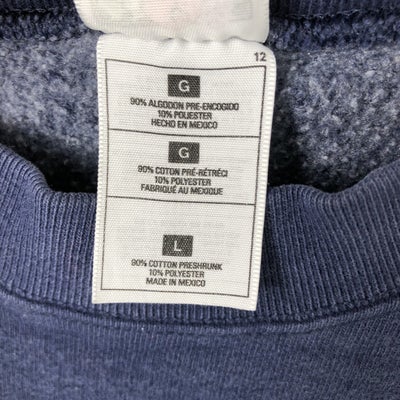 12
G
90% ALGODON PRE-ENCOGIDO
10% POLIESTER
HECHO EN MEXICO
G
90% COTON PRÉ-RÉTRÉCI
10% POLYESTER
FABRIQUÉ AU MEXIQUE
L
90% COTTON PRESHRUNK
10% POLYESTER
MADE IN MEXICO